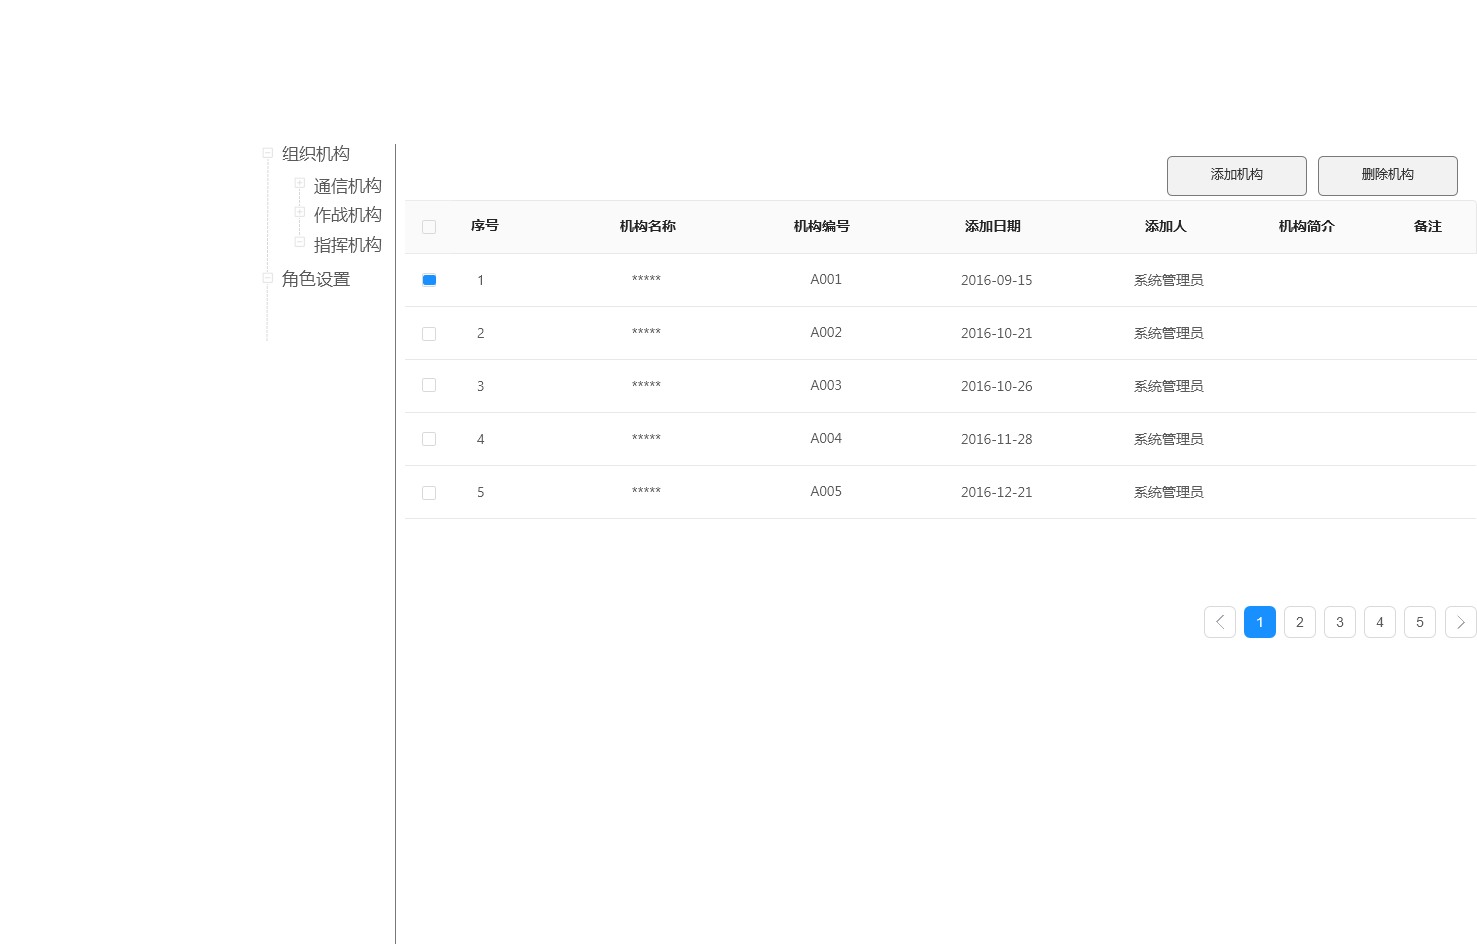 组织机构
通信机构
作战机构
指挥机构
角色设置
添加机构 删除机构
序号 机构名称 机构编号 添加日期 添加人 机构简介 备注
1 ***** A001 2016-09-15 系统管理员
2 ***** A002 2016-10-21 系统管理员
3 ***** A003 2016-10-26 系统管理员
4 ***** A004 2016-11-28 系统管理员
5 ***** A005 2016-12-21 系统管理员
1 2 3 4 5